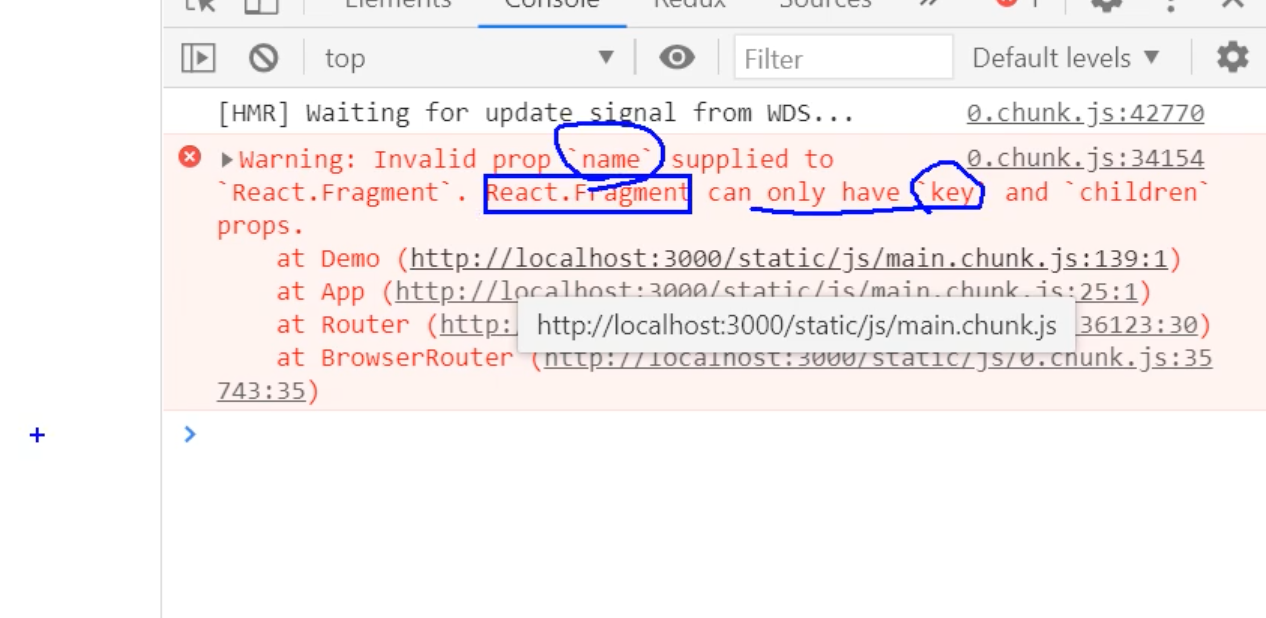 Elements Console Redux Sources » 1
top Filter Default levels
[HMR] Waiting for update signal from WDS... 0.chunk.js:42770
Warning: Invalid prop `name` supplied to 0.chunk.js:34154
`React.Fragment`. React.Fragment can only have `key` and `children`
props.
at Demo (http://localhost:3000/static/js/main.chunk.js:139:1)
at App (http://localhost:3000/static/js/main.chunk.js:25:1)
at Router (http: 36123:30)
http://localhost:3000/static/js/main.chunk.js
at BrowserRouter (http://localhost:3000/static/js/0.chunk.js:35
743:35)